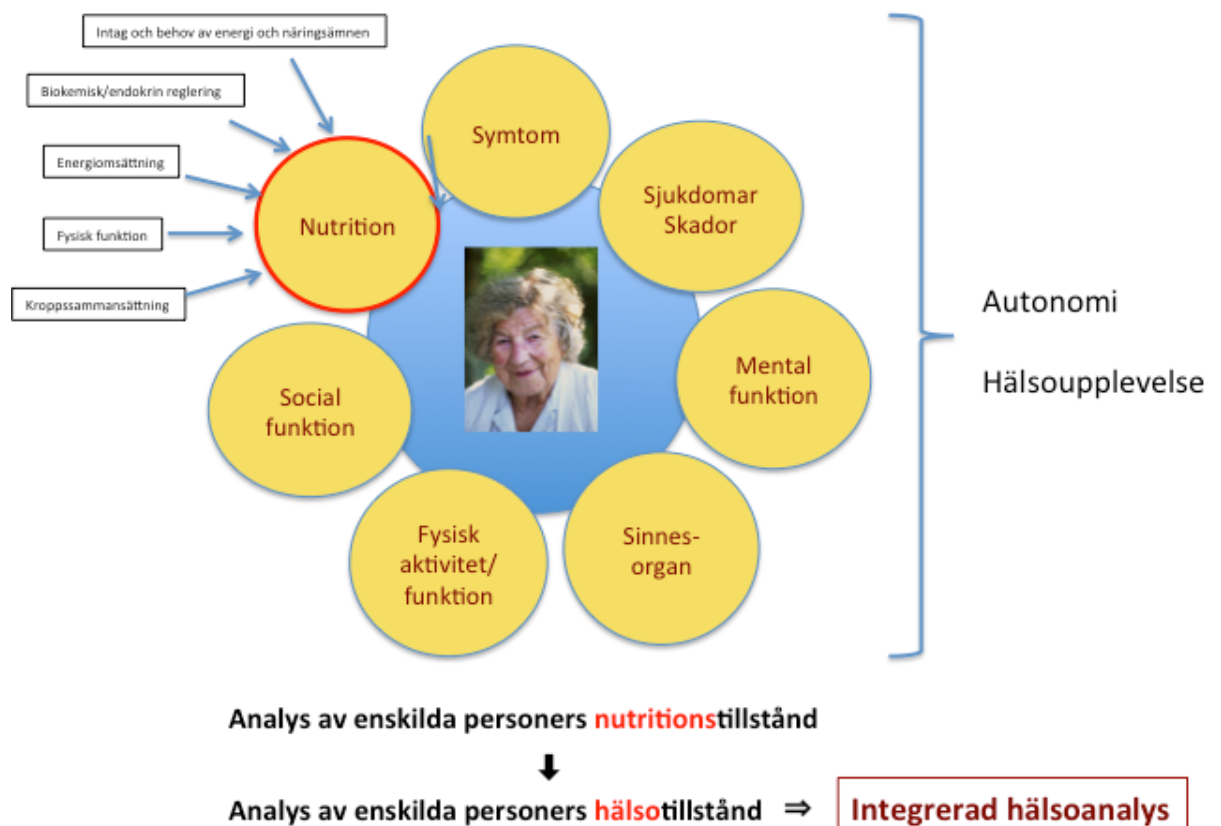 Intag och behov av energi och näringsämnen
Biokemisk/endokrin reglering
Energiomsättning
Fysisk funktion
Kroppssammansättning
Nutrition
Symtom
Sjukdomar
Skador
Mental
funktion
Sinnes-
organ
Fysisk
aktivitet/
funktion
Social
funktion
Autonomi
Hälsoupplevelse
Analys av enskilda personers nutritionstillstånd
⬇
Analys av enskilda personers hälsotillstånd ⇒ Integrerad hälsoanalys